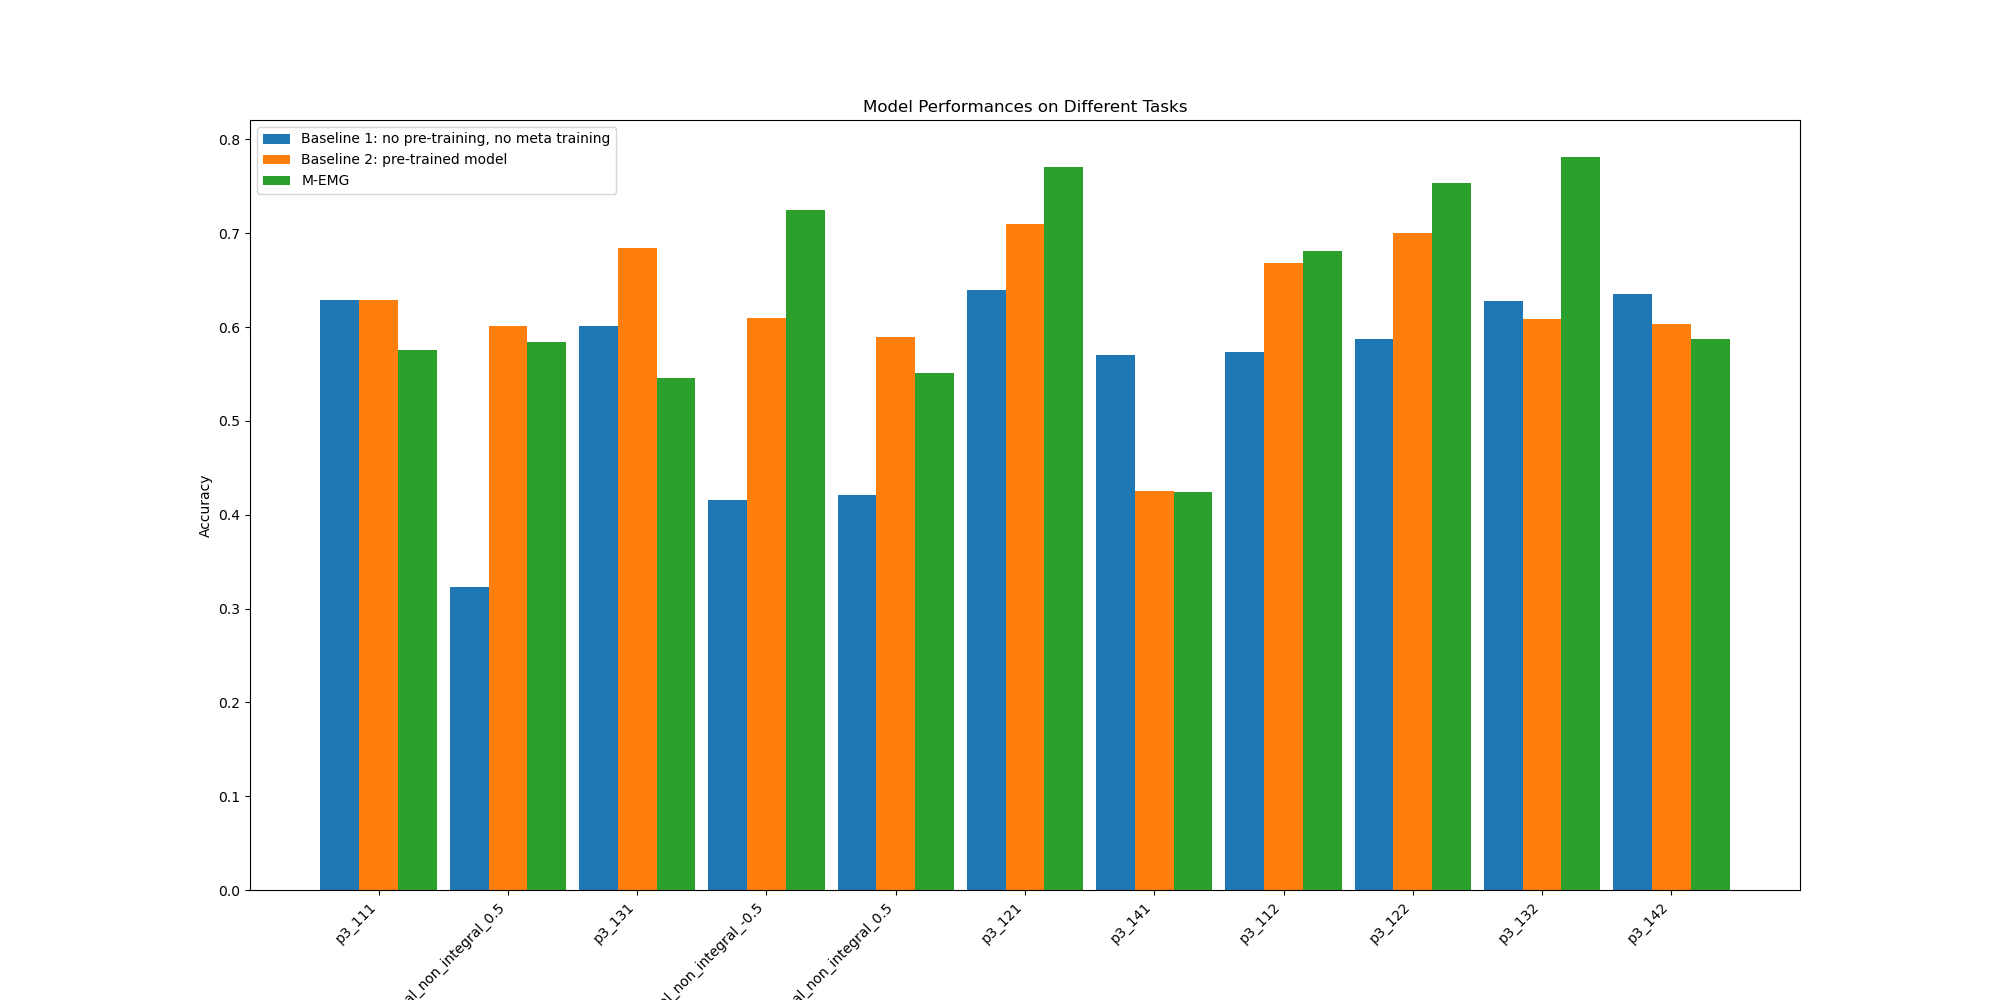 Model Performances on Different Tasks
Baseline 1: no pre-training, no meta training
Baseline 2: pre-trained model
M-EMG
Accuracy
0.8
0.7
0.6
0.5
0.4
0.3
0.2
0.1
0.0
p3_111
al_non_integral_0.5
p3_131
al_non_integral_-0.5
al_non_integral_0.5
p3_121
p3_141
p3_112
p3_122
p3_132
p3_142